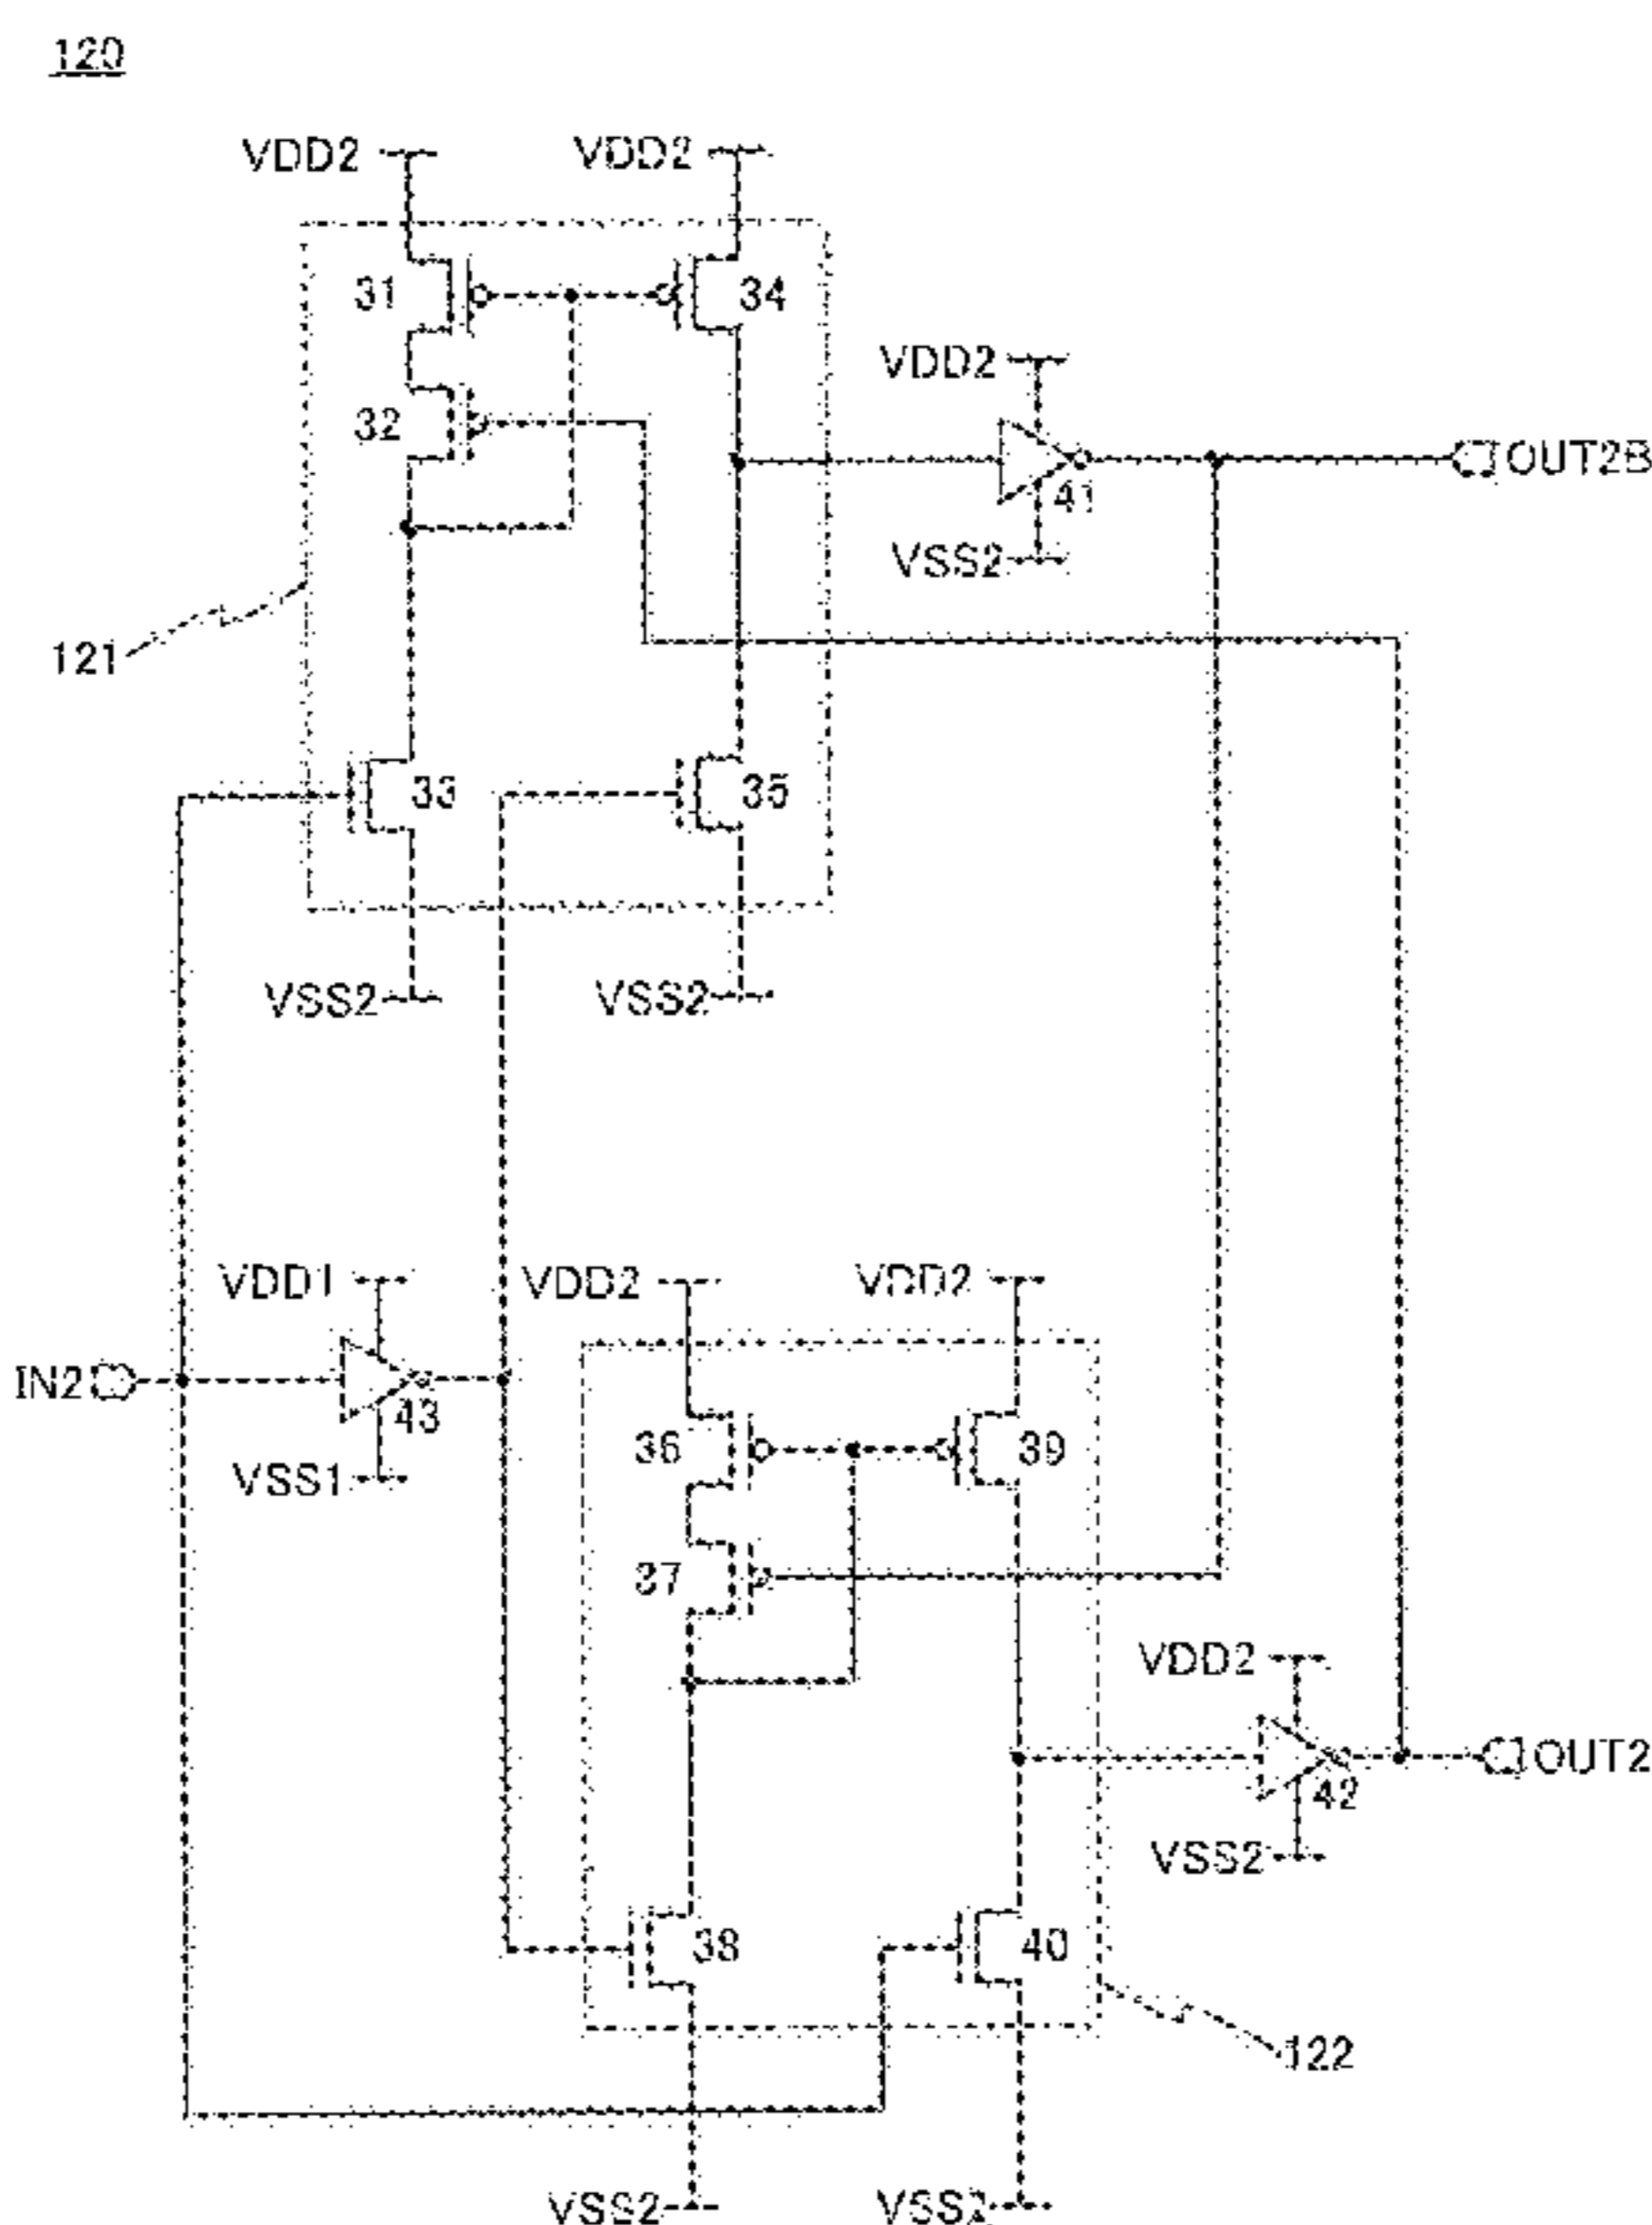 120
VDD2 VDD2
31 34
VDD2
32
OUT2B
41
VSS2
121
33 35
VSS2 VSS2
VDD1 VDD2 VDD2
IN2
43
36 39
VSS1
37
VDD2
OUT2
42
VSS2
38 40
122
VSS2 VSS2